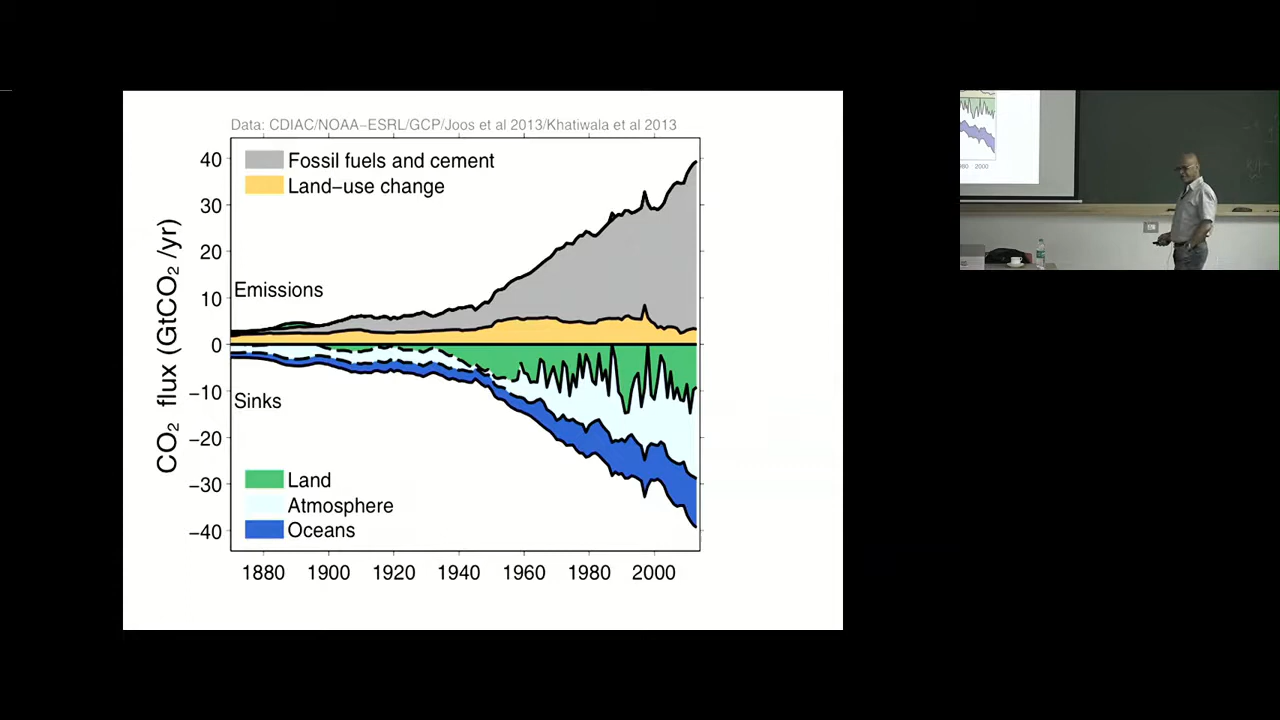 Data: CDIAC/NOAA−ESRL/GCP/Joos et al 2013/Khatiwala et al 2013
CO₂ flux (GtCO₂/yr)
40
30
20
10
0
−10
−20
−30
−40
Fossil fuels and cement
Land−use change
Emissions
Sinks
Land
Atmosphere
Oceans
1880 1900 1920 1940 1960 1980 2000
2000